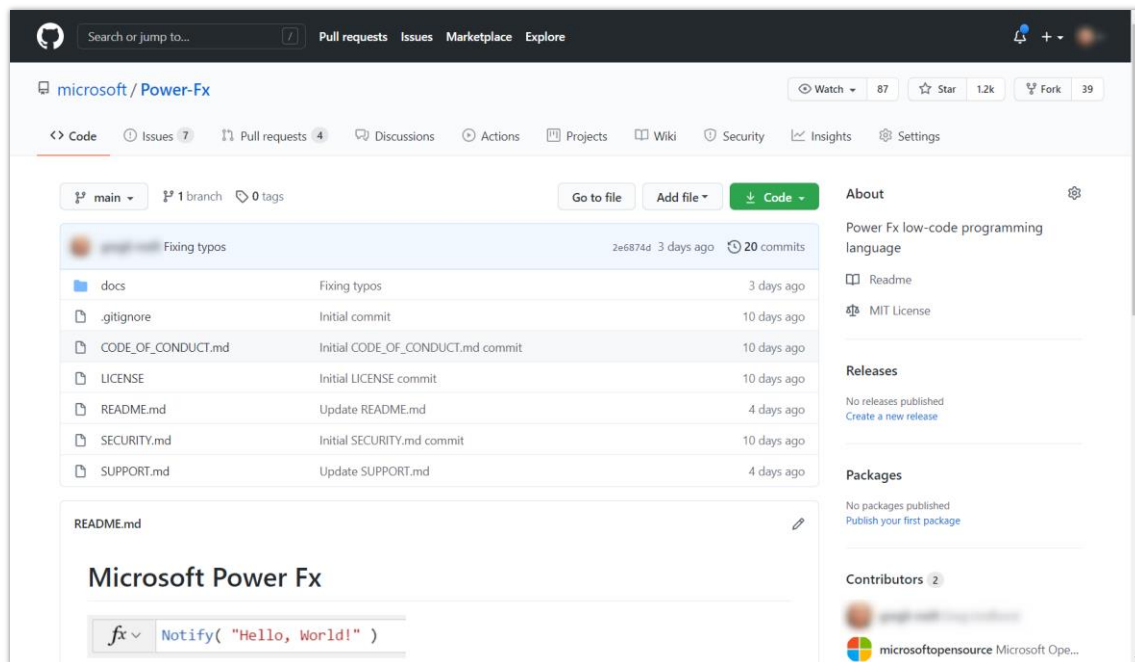 Search or jump to... / Pull requests Issues Marketplace Explore
microsoft / Power-Fx Watch 87 Star 1.2k Fork 39
Code Issues 7 Pull requests 4 Discussions Actions Projects Wiki Security Insights Settings
main 1 branch 0 tags Go to file Add file Code
Fixing typos 2e6874d 3 days ago 20 commits
docs Fixing typos 3 days ago
.gitignore Initial commit 10 days ago
CODE_OF_CONDUCT.md Initial CODE_OF_CONDUCT.md commit 10 days ago
LICENSE Initial LICENSE commit 10 days ago
README.md Update README.md 4 days ago
SECURITY.md Initial SECURITY.md commit 10 days ago
SUPPORT.md Update SUPPORT.md 4 days ago
README.md
Microsoft Power Fx
fx Notify( "Hello, World!" )
About
Power Fx low-code programming
language
Readme
MIT License
Releases
No releases published
Create a new release
Packages
No packages published
Publish your first package
Contributors 2
microsoftopensource Microsoft Ope...